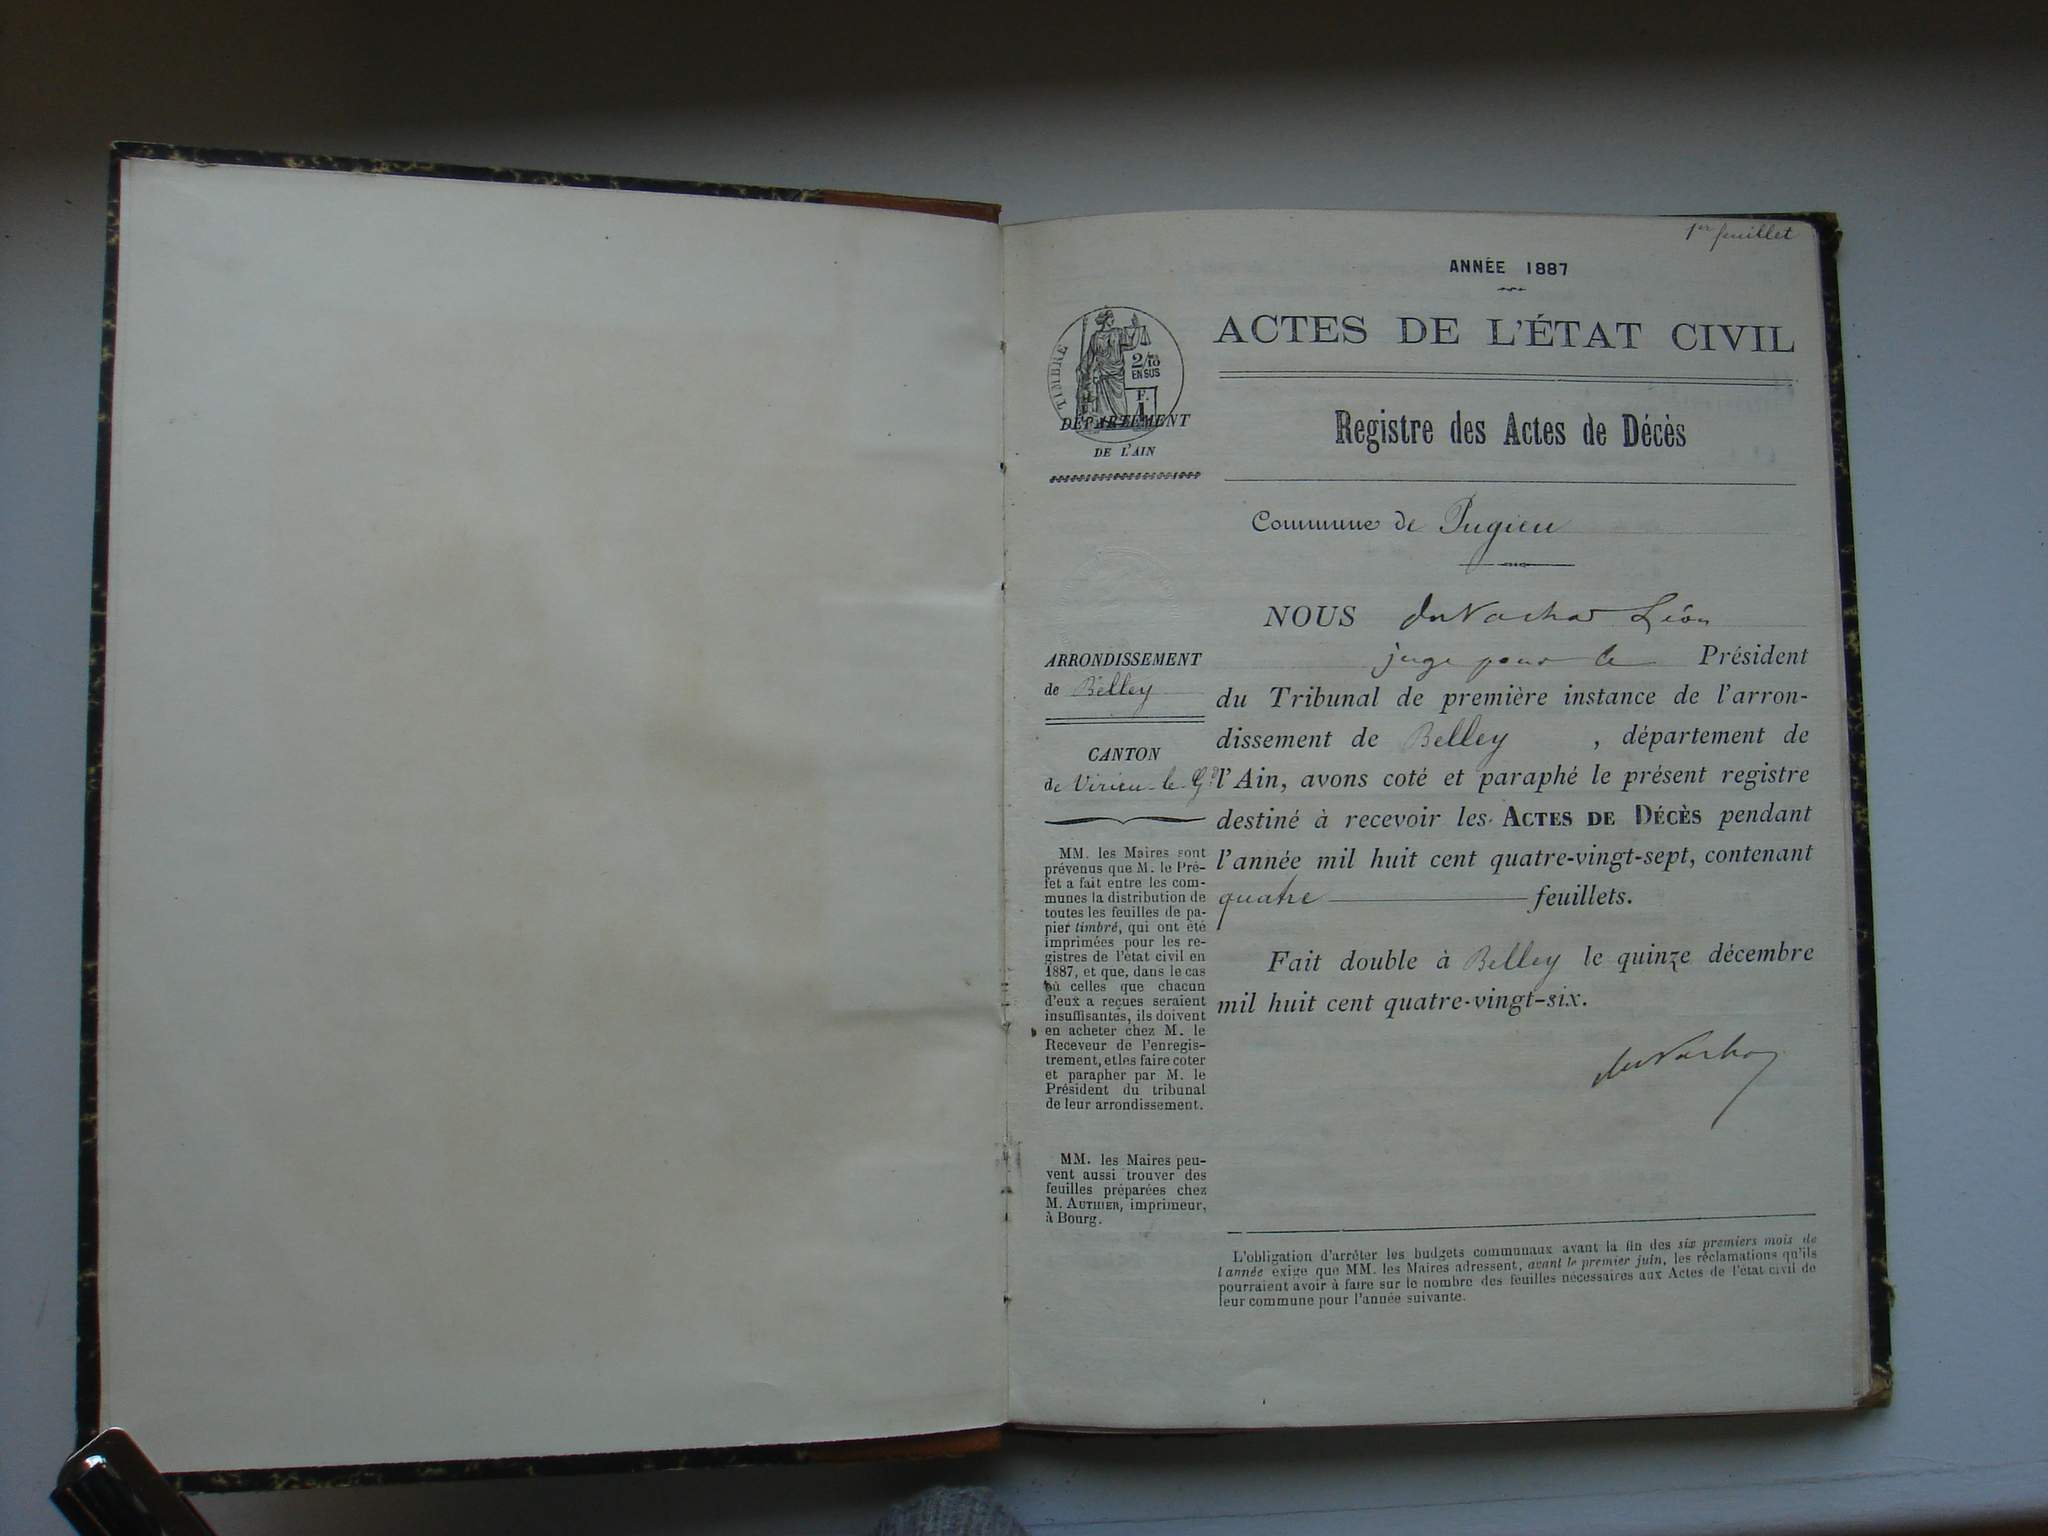 1er feuillet
ANNÉE 1887
ACTES DE L'ÉTAT CIVIL
Registre des Actes de Décès
Commune de Pugieu
NOUS Léon
juge pour le Président
du Tribunal de première instance de l'arron-
dissement de Belley , département de
l'Ain, avons coté et paraphé le présent registre
destiné à recevoir les ACTES DE DÉCÈS pendant
l'année mil huit cent quatre-vingt-sept, contenant
quatre feuillets.
Fait double à Belley le quinze décembre
mil huit cent quatre-vingt-six.
TIMBRE
2/10
EN SUS
F.
1
DÉPARTEMENT
DE L'AIN
ARRONDISSEMENT
de Belley
CANTON
de Virieu-le-Gd
MM. les Maires sont
prévenus que M. le Pré-
fet a fait entre les com-
munes la distribution de
toutes les feuilles de pa-
pier timbré, qui ont été
imprimées pour les re-
gistres de l'état civil en
1887, et que, dans le cas
où celles que chacun
d'eux a reçues seraient
insuffisantes, ils doivent
en acheter chez M. le
Receveur de l'enregis-
trement, et les faire coter
et parapher par M. le
Président du tribunal
de leur arrondissement.
MM. les Maires peu-
vent aussi trouver des
feuilles préparées chez
M. AUTHIER, imprimeur,
à Bourg.
L'obligation d'arrêter les budgets communaux avant la fin des six premiers mois de
l'année exige que MM. les Maires adressent, avant le premier juin, les réclamations qu'ils
pourraient avoir à faire sur le nombre des feuilles nécessaires aux Actes de l'état civil de
leur commune pour l'année suivante.